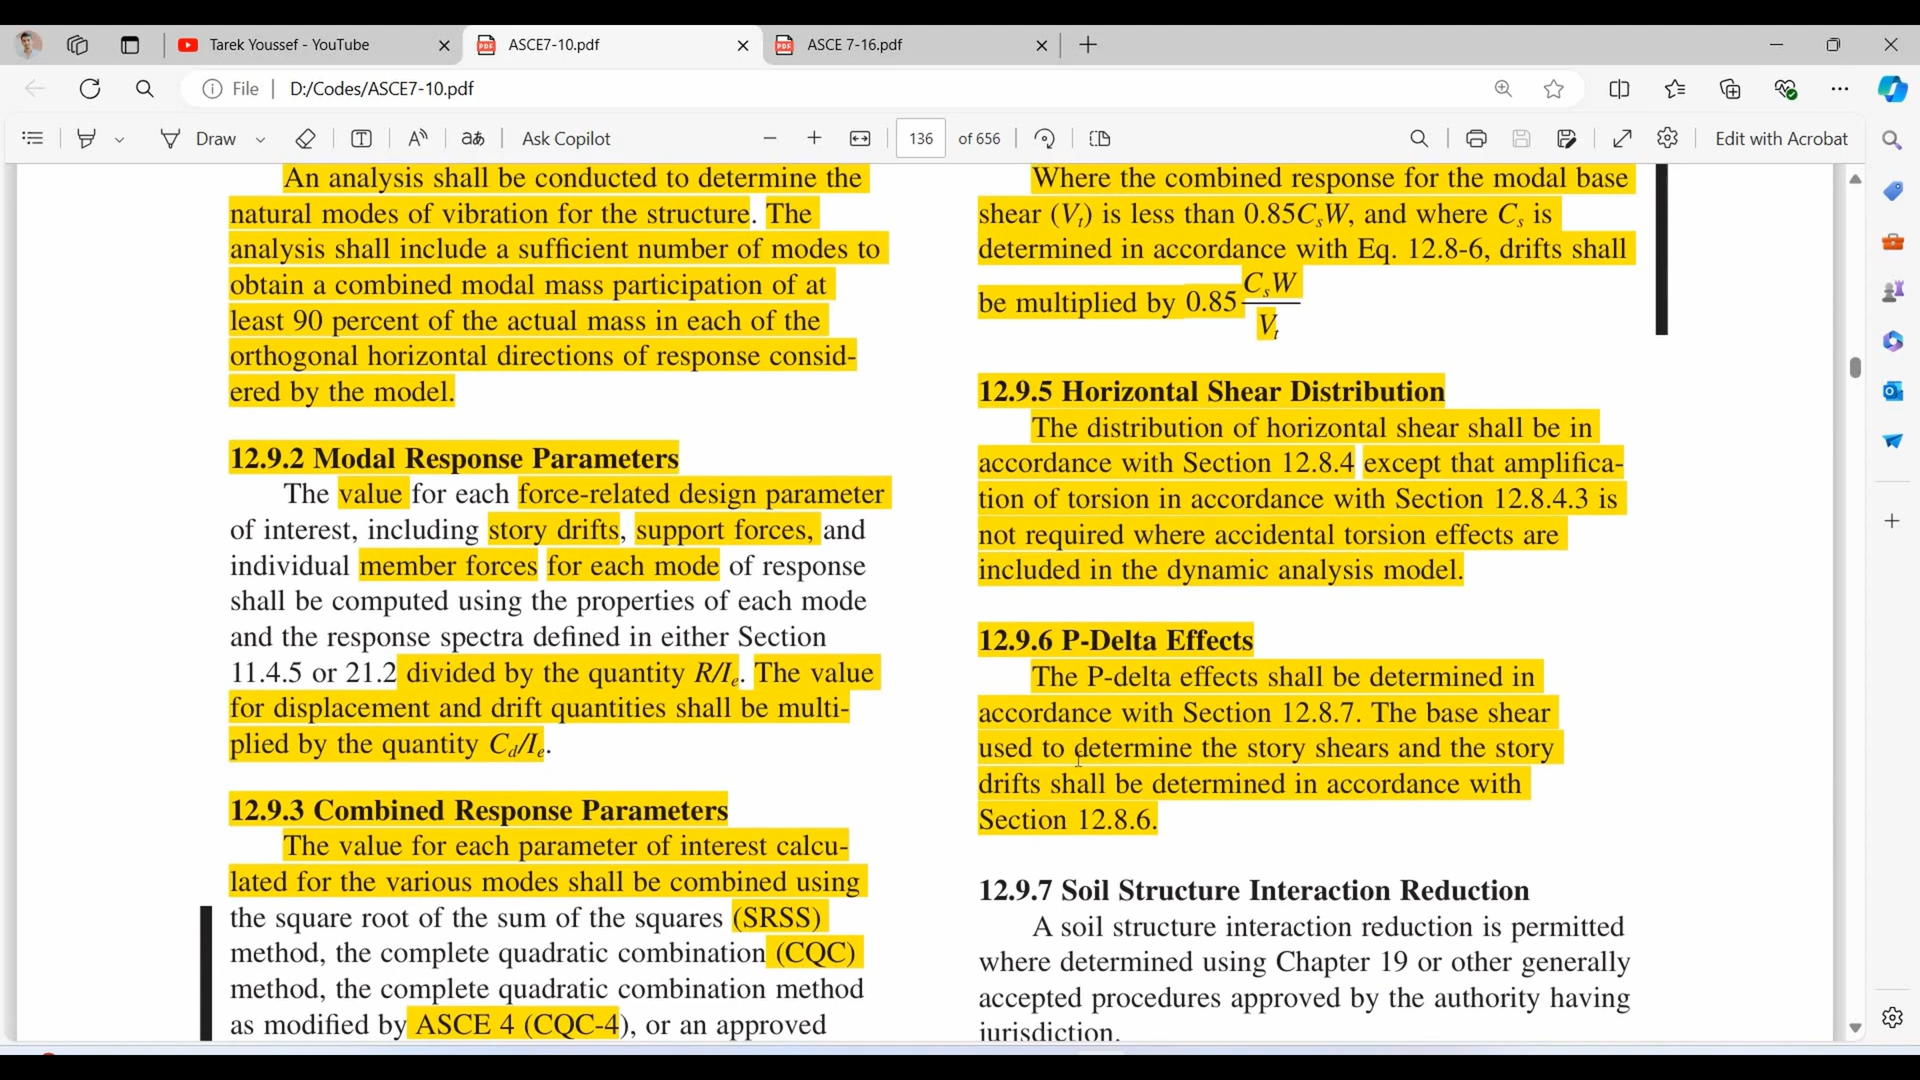 Tarek Youssef - YouTube
ASCE7-10.pdf
ASCE 7-16.pdf
File
D:/Codes/ASCE7-10.pdf
Draw
Ask Copilot
136
of 656
Edit with Acrobat
An analysis shall be conducted to determine the
natural modes of vibration for the structure. The
analysis shall include a sufficient number of modes to
obtain a combined modal mass participation of at
least 90 percent of the actual mass in each of the
orthogonal horizontal directions of response consid-
ered by the model.
12.9.2 Modal Response Parameters
The value for each force-related design parameter
of interest, including story drifts, support forces, and
individual member forces for each mode of response
shall be computed using the properties of each mode
and the response spectra defined in either Section
11.4.5 or 21.2 divided by the quantity R/Ie. The value
for displacement and drift quantities shall be multi-
plied by the quantity Cd/Ie.
12.9.3 Combined Response Parameters
The value for each parameter of interest calcu-
lated for the various modes shall be combined using
the square root of the sum of the squares (SRSS)
method, the complete quadratic combination (CQC)
method, the complete quadratic combination method
as modified by ASCE 4 (CQC-4), or an approved
Where the combined response for the modal base
shear (Vt) is less than 0.85CsW, and where Cs is
determined in accordance with Eq. 12.8-6, drifts shall
be multiplied by 0.85 CsW
Vt
12.9.5 Horizontal Shear Distribution
The distribution of horizontal shear shall be in
accordance with Section 12.8.4 except that amplifica-
tion of torsion in accordance with Section 12.8.4.3 is
not required where accidental torsion effects are
included in the dynamic analysis model.
12.9.6 P-Delta Effects
The P-delta effects shall be determined in
accordance with Section 12.8.7. The base shear
used to determine the story shears and the story
drifts shall be determined in accordance with
Section 12.8.6.
12.9.7 Soil Structure Interaction Reduction
A soil structure interaction reduction is permitted
where determined using Chapter 19 or other generally
accepted procedures approved by the authority having
jurisdiction.